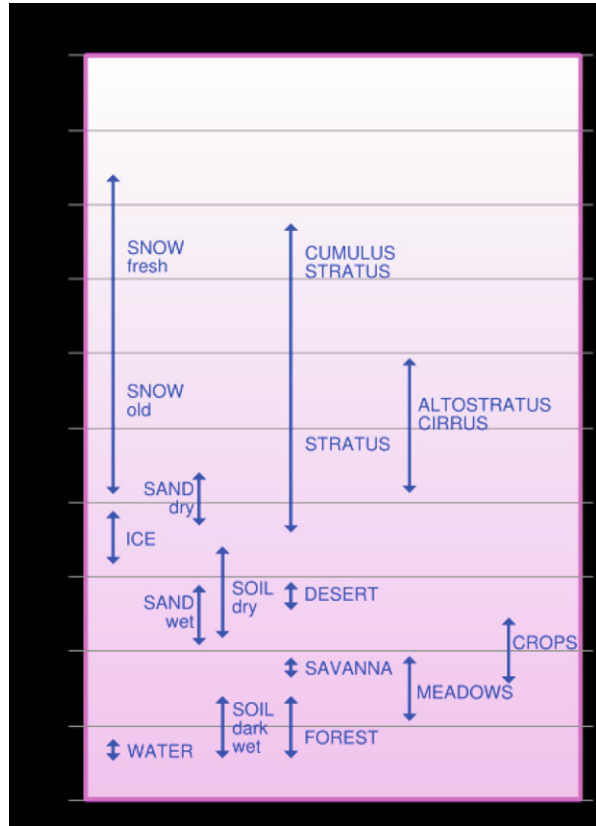 SNOW
fresh
CUMULUS
STRATUS
SNOW
old
ALTOSTRATUS
CIRRUS
STRATUS
SAND
dry
ICE
SOIL
dry
DESERT
SAND
wet
CROPS
SAVANNA
MEADOWS
SOIL
dark
wet
FOREST
WATER